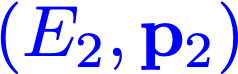 (E₂, p₂)